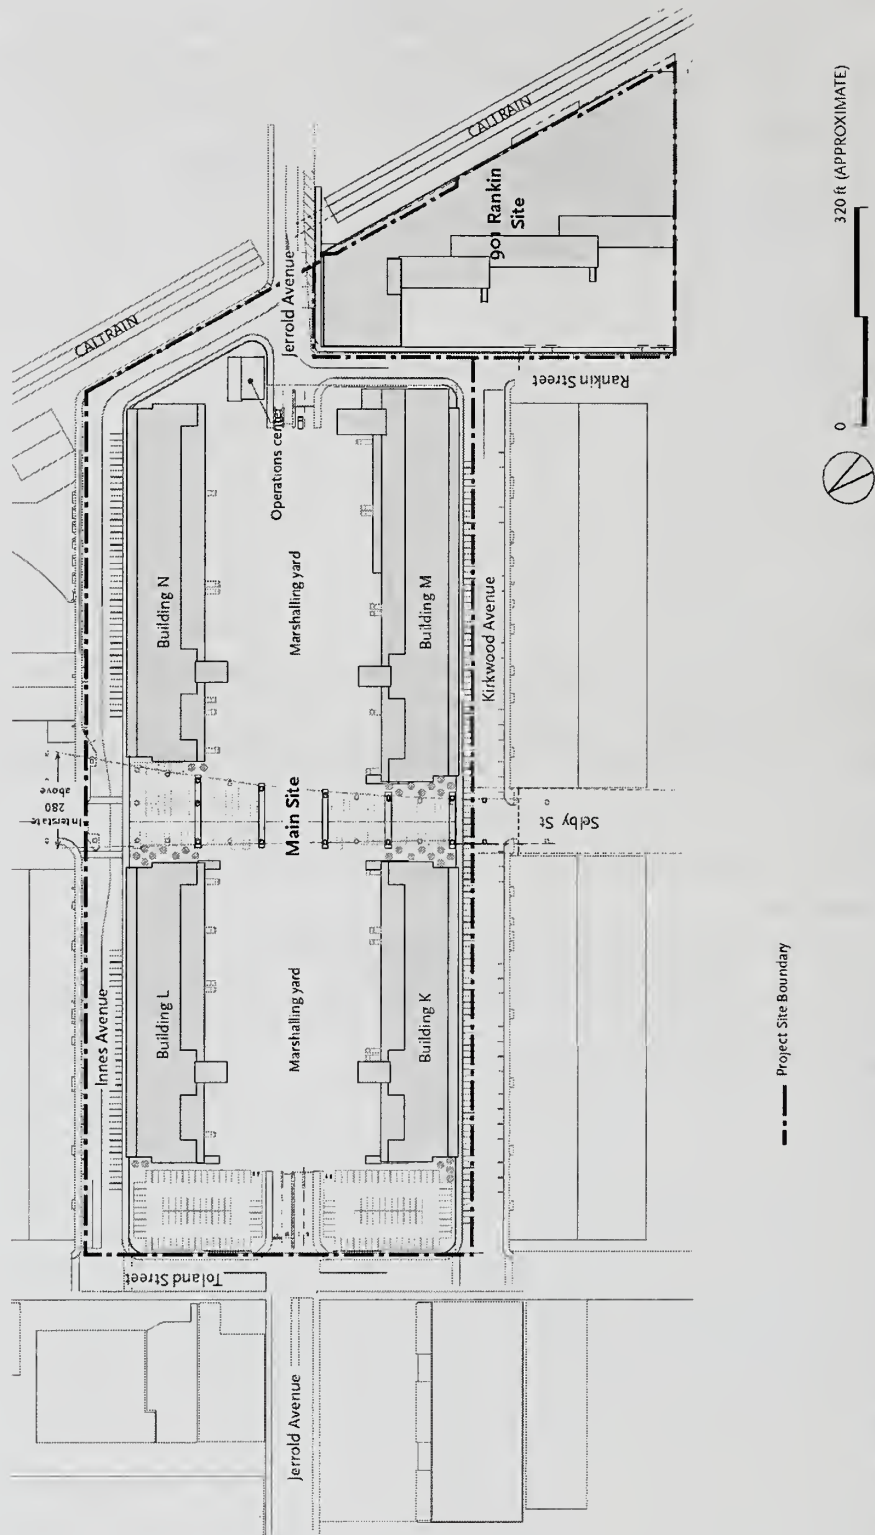 CALTRAIN
CALTRAIN
Jerrold Avenue
901 Rankin
Site
Rankin Street
Operations center
Building N
Marshalling yard
Building M
Kirkwood Avenue
Interstate
280
above
Main Site
Selby St
Innes Avenue
Building L
Marshalling yard
Building K
Toland Street
Jerrold Avenue
Project Site Boundary
0
320 ft (APPROXIMATE)